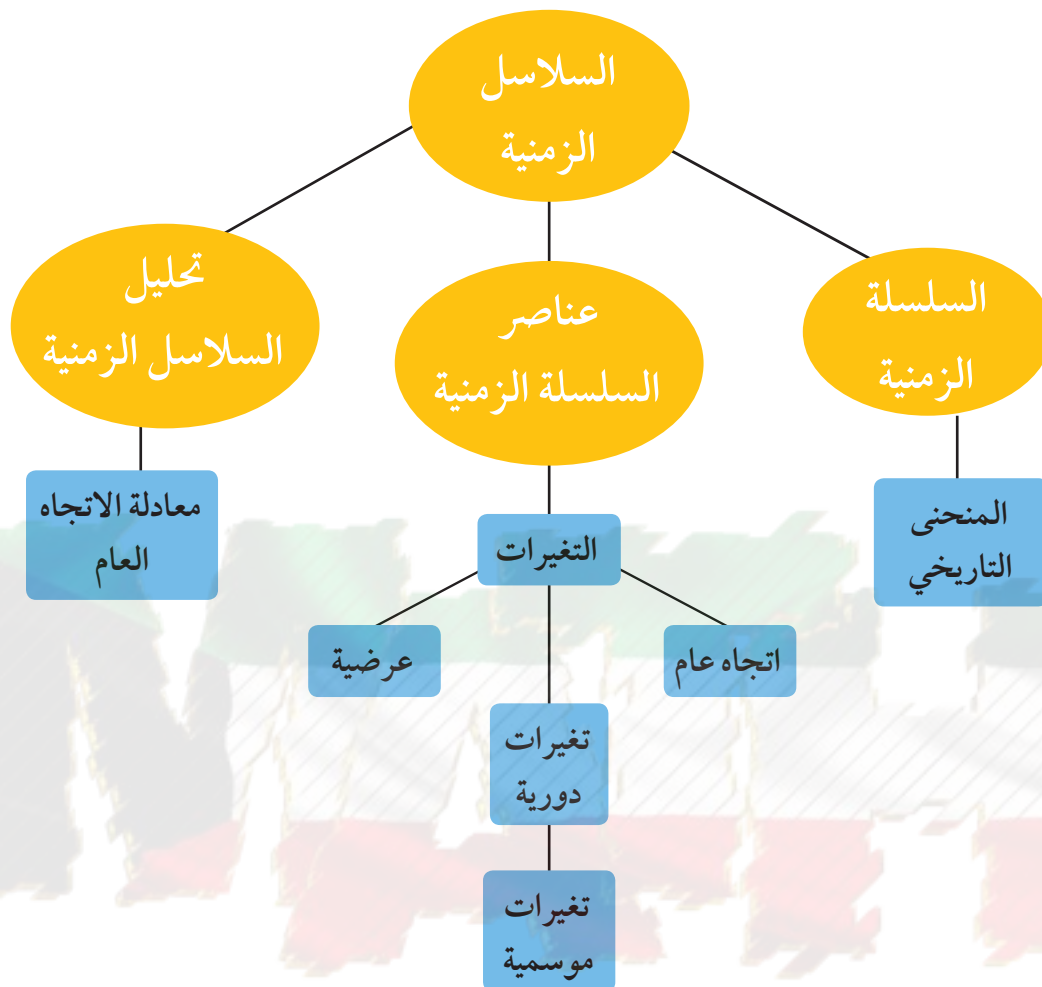 السلاسل
الزمنية
السلسلة
الزمنية
عناصر
السلسلة الزمنية
تحليل
السلاسل الزمنية
المنحنى
التاريخي
التغيرات
معادلة الاتجاه
العام
اتجاه عام
عرضية
تغيرات
دورية
تغيرات
موسمية